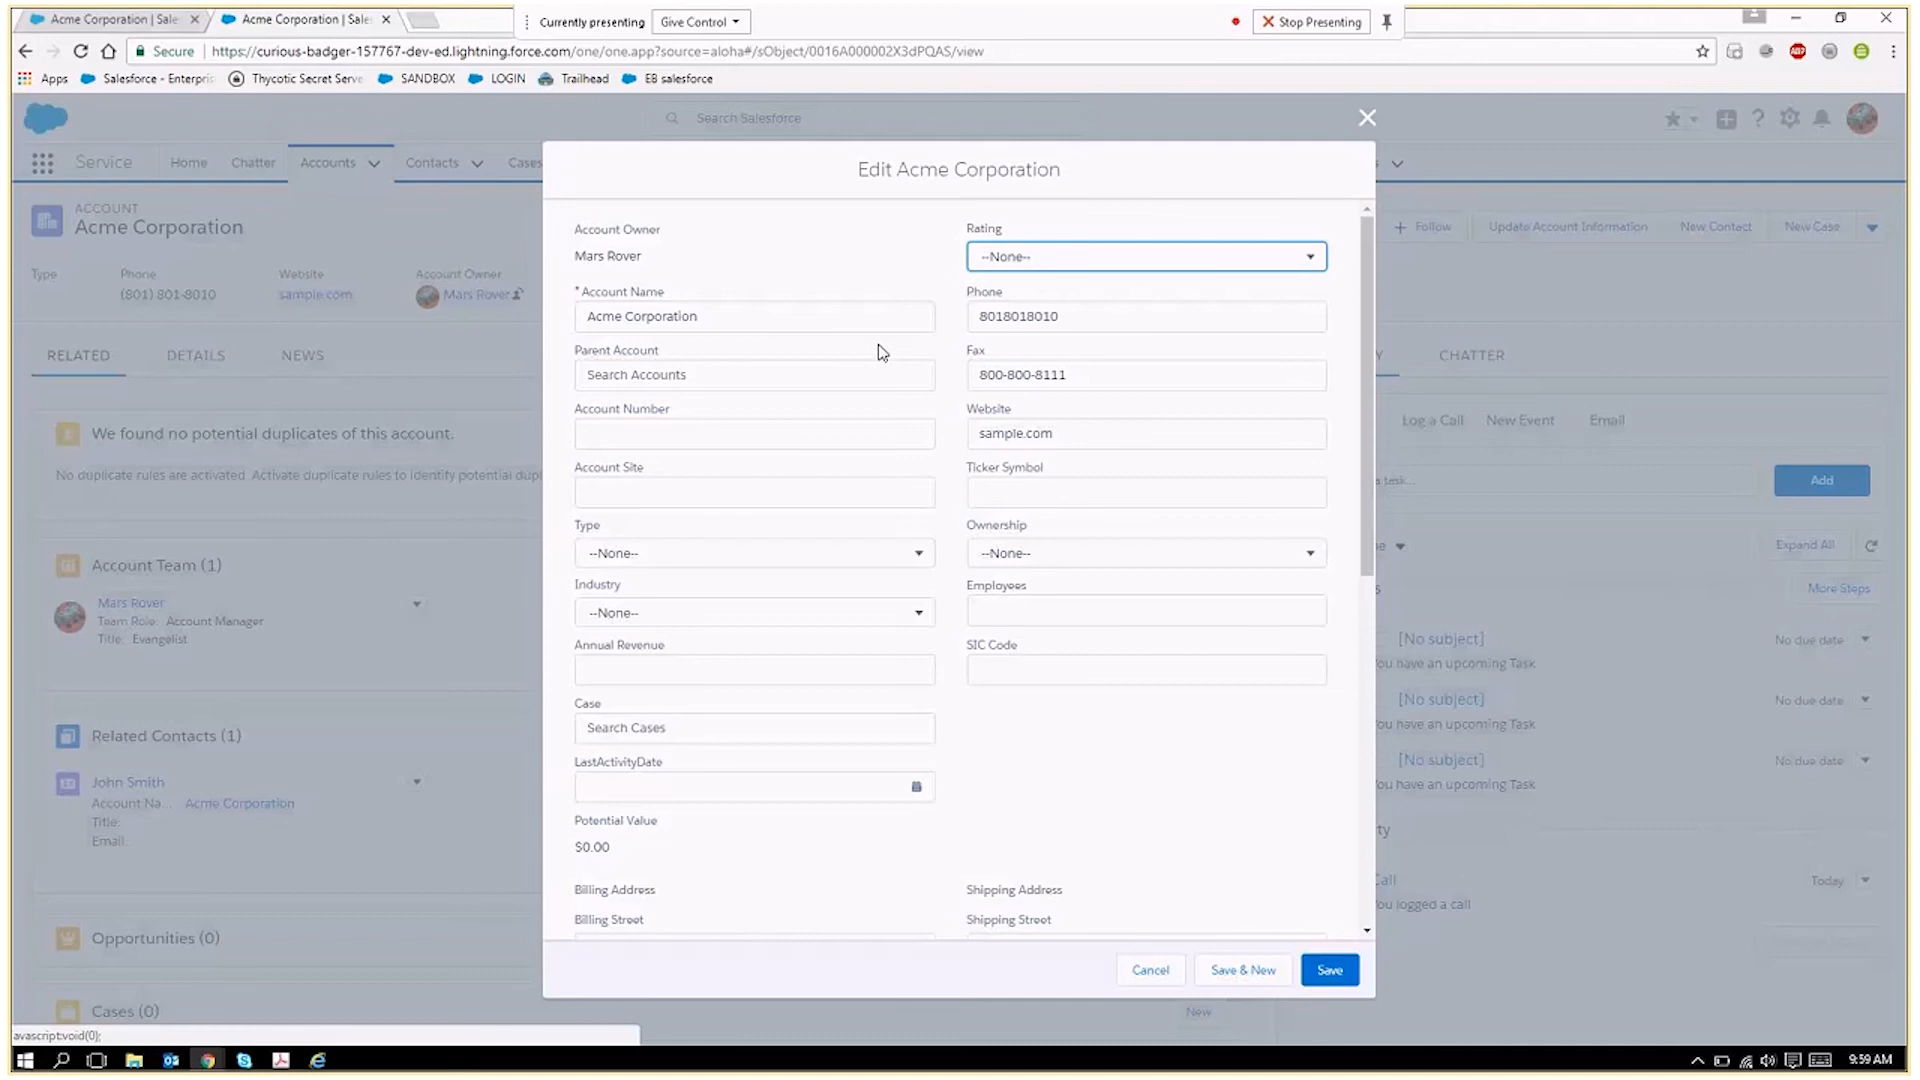 Acme Corporation | Sale
Acme Corporation | Sale
Currently presenting
Give Control
Stop Presenting
Secure
https://curious-badger-157767-dev-ed.lightning.force.com/one/one.app?source=aloha#/sObject/0016A000002X3dPQAS/view
Apps
Salesforce - Enterpris
Thycotic Secret Serve
SANDBOX
LOGIN
Trailhead
EB salesforce
Search Salesforce
Service
Home
Chatter
Accounts
Contacts
Cases
Edit Acme Corporation
ACCOUNT
Acme Corporation
Follow
Update Account Information
New Contact
New Case
Type
Phone
(801) 801-8010
Website
sample.com
Account Owner
Mars Rover
RELATED
DETAILS
NEWS
We found no potential duplicates of this account.
No duplicate rules are activated. Activate duplicate rules to identify potential dup
Account Team (1)
Mars Rover
Team Role: Account Manager
Title: Evangelist
Related Contacts (1)
John Smith
Account Na... Acme Corporation
Title:
Email:
Opportunities (0)
Cases (0)
New
Account Owner
Mars Rover
Rating
--None--
* Account Name
Acme Corporation
Phone
8018018010
Parent Account
Search Accounts
Fax
800-800-8111
Account Number
Website
sample.com
Account Site
Ticker Symbol
Type
--None--
Ownership
--None--
Industry
--None--
Employees
Annual Revenue
SIC Code
Case
Search Cases
LastActivityDate
Potential Value
$0.00
Billing Address
Shipping Address
Billing Street
Shipping Street
Cancel
Save & New
Save
Y
CHATTER
Log a Call
New Event
Email
a task...
Add
ne
Expand All
s
More Steps
[No subject]
No due date
ou have an upcoming Task
[No subject]
No due date
ou have an upcoming Task
[No subject]
No due date
ou have an upcoming Task
ty
Call
Today
ou logged a call
avascript:void(0);
9:59 AM